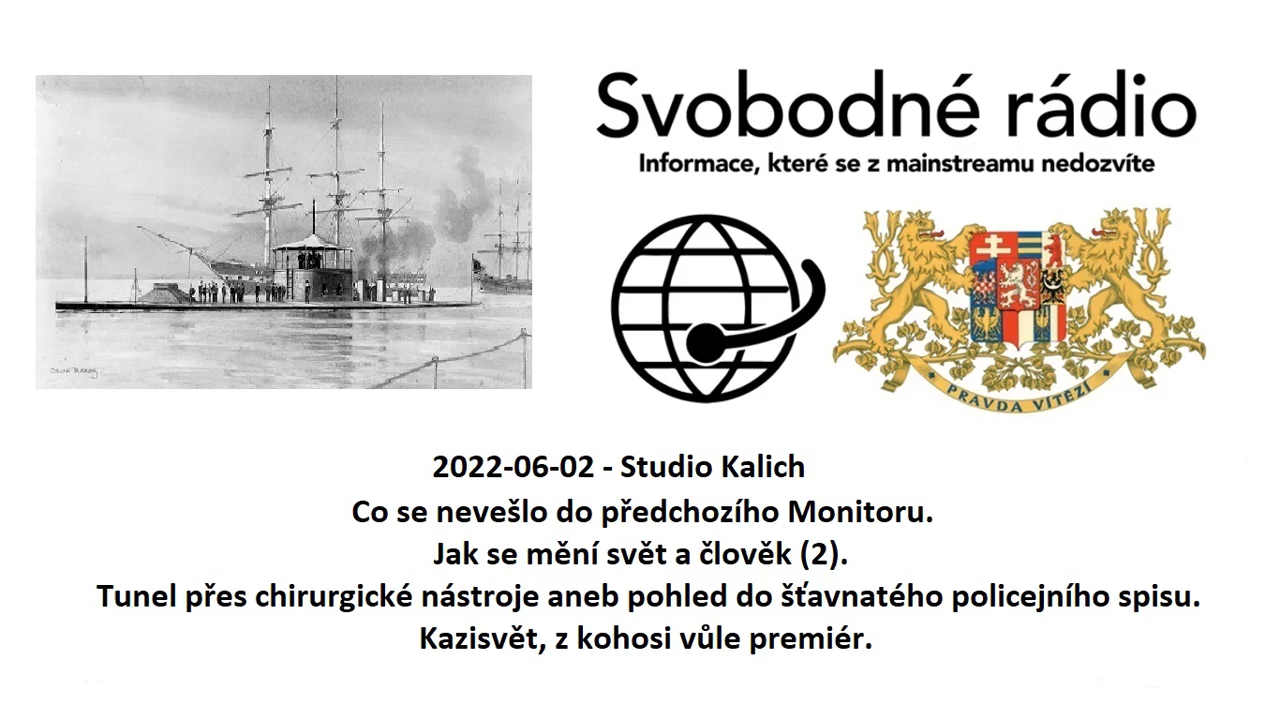 Svobodné rádio
Informace, které se z mainstreamu nedozvíte
PRAVDA VÍTĚZÍ
2022-06-02 - Studio Kalich
Co se nevešlo do předchozího Monitoru.
Jak se mění svět a člověk (2).
Tunel přes chirurgické nástroje aneb pohled do šťavnatého policejního spisu.
Kazisvět, z kohosi vůle premiér.